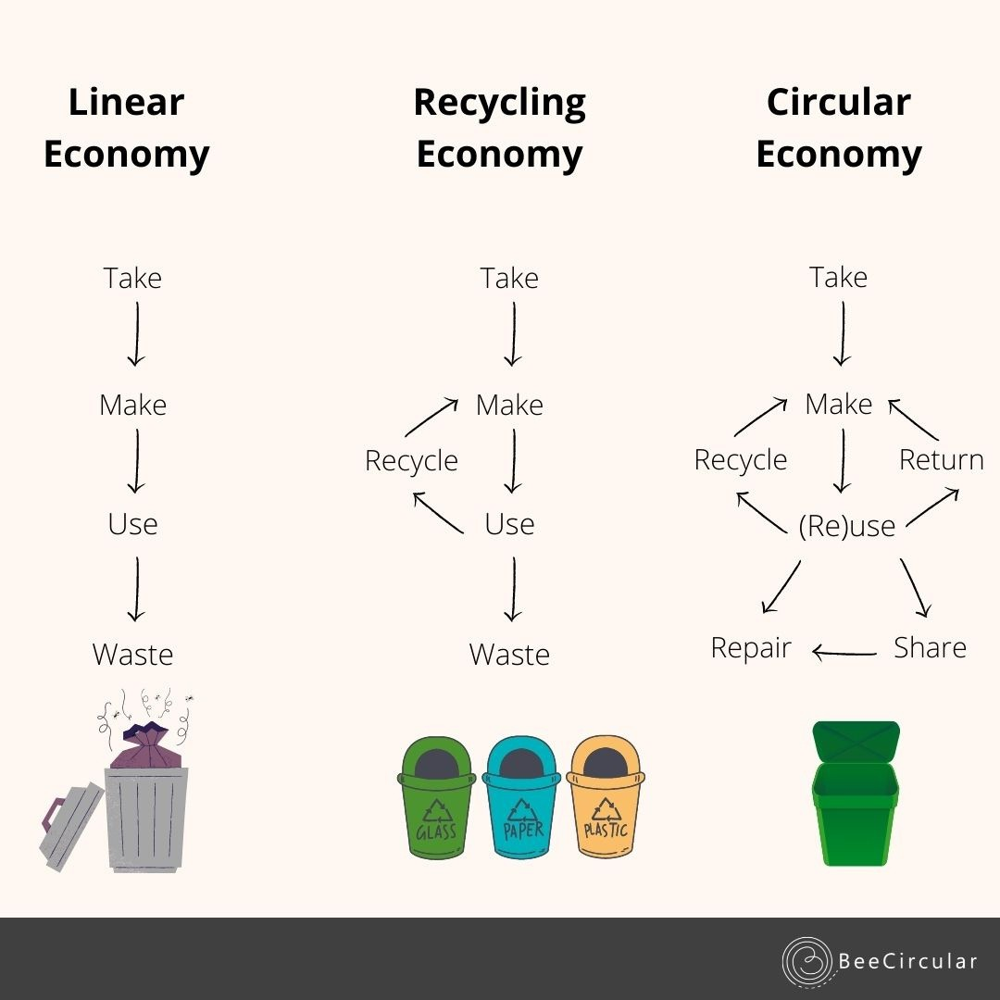 Linear
Economy
Take
Make
Use
Waste
Recycling
Economy
Take
Make
Recycle
Use
Waste
GLASS
PAPER
PLASTIC
Circular
Economy
Take
Make
Recycle
Return
(Re)use
Repair
Share
BeeCircular